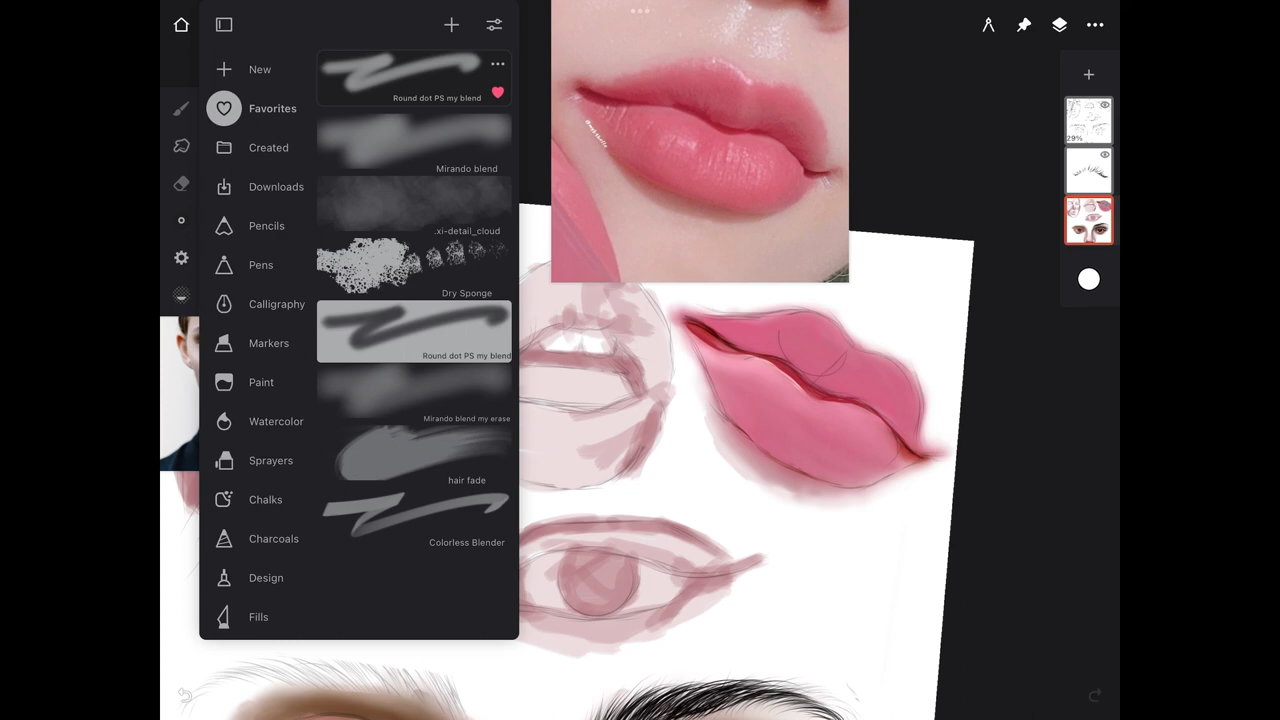 New
Favorites
Created
Downloads
Pencils
Pens
Calligraphy
Markers
Paint
Watercolor
Sprayers
Chalks
Charcoals
Design
Fills
Round dot PS my blend
Mirando blend
.xi-detail_cloud
Dry Sponge
Round dot PS my blend
Mirando blend my erase
hair fade
Colorless Blender
29%